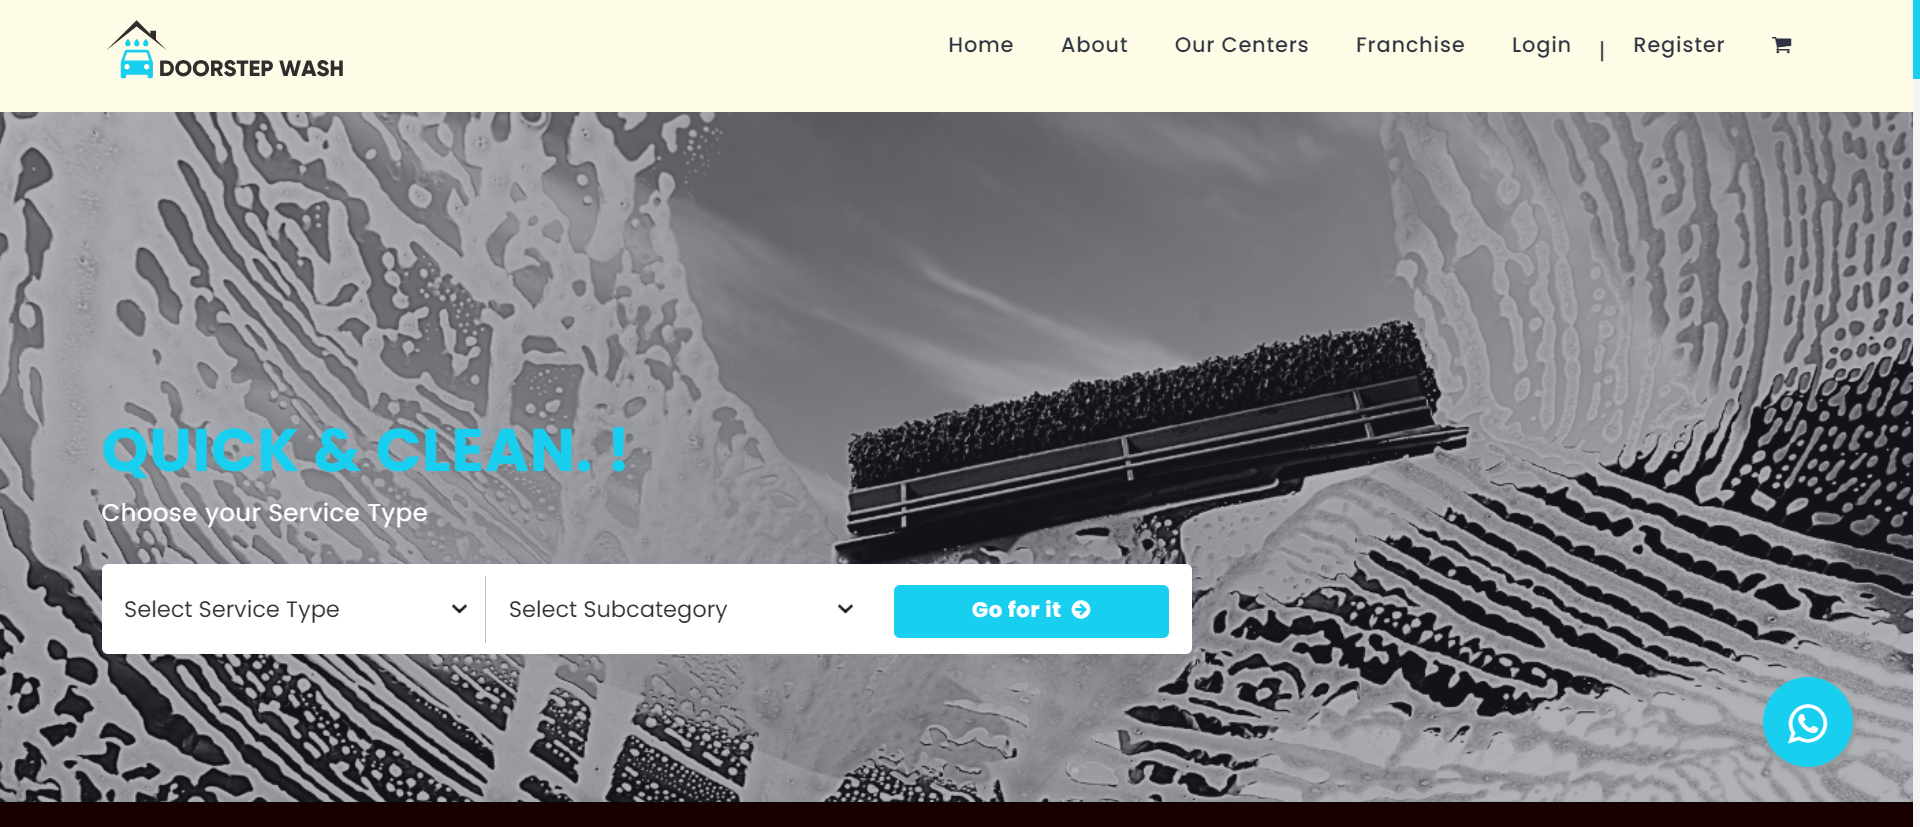 DOORSTEP WASH
Home About Our Centers Franchise Login | Register
QUICK & CLEAN. !
Choose your Service Type
Select Service Type
Select Subcategory
Go for it